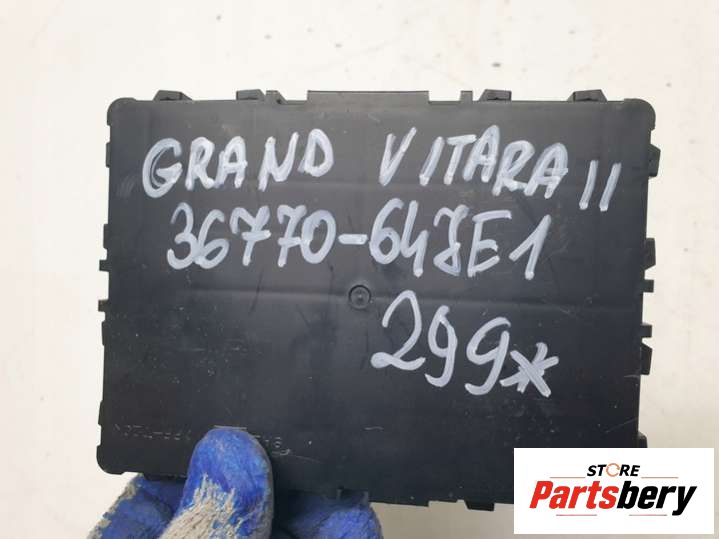 GRAND VITARA II
36770-64JE1
299*
STORE
Partsbery